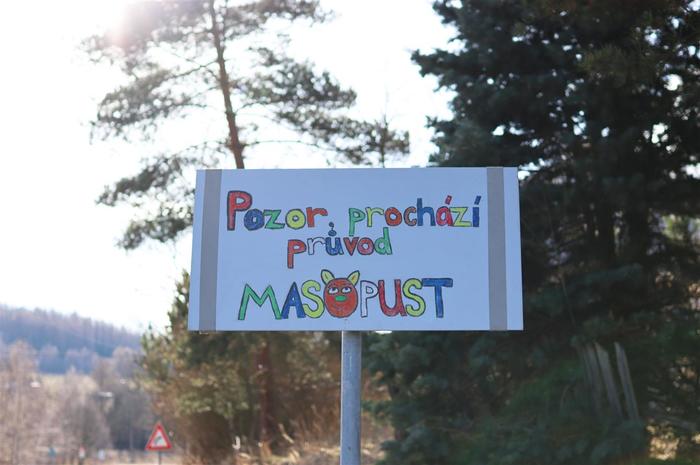 Pozor, prochází
průvod
MASOPUST